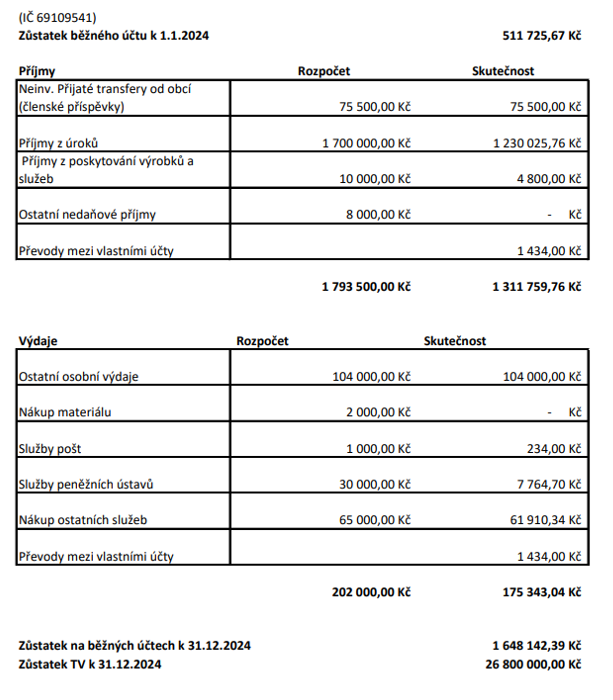 (IČ 69109541)
Zůstatek běžného účtu k 1.1.2024 511 725,67 Kč
Příjmy Rozpočet Skutečnost
Neinv. Přijaté transfery od obcí
(členské příspěvky) 75 500,00 Kč 75 500,00 Kč
Příjmy z úroků 1 700 000,00 Kč 1 230 025,76 Kč
Příjmy z poskytování výrobků a
služeb 10 000,00 Kč 4 800,00 Kč
Ostatní nedaňové příjmy 8 000,00 Kč - Kč
Převody mezi vlastními účty 1 434,00 Kč
1 793 500,00 Kč 1 311 759,76 Kč
Výdaje Rozpočet Skutečnost
Ostatní osobní výdaje 104 000,00 Kč 104 000,00 Kč
Nákup materiálu 2 000,00 Kč - Kč
Služby pošt 1 000,00 Kč 234,00 Kč
Služby peněžních ústavů 30 000,00 Kč 7 764,70 Kč
Nákup ostatních služeb 65 000,00 Kč 61 910,34 Kč
Převody mezi vlastními účty 1 434,00 Kč
202 000,00 Kč 175 343,04 Kč
Zůstatek na běžných účtech k 31.12.2024 1 648 142,39 Kč
Zůstatek TV k 31.12.2024 26 800 000,00 Kč